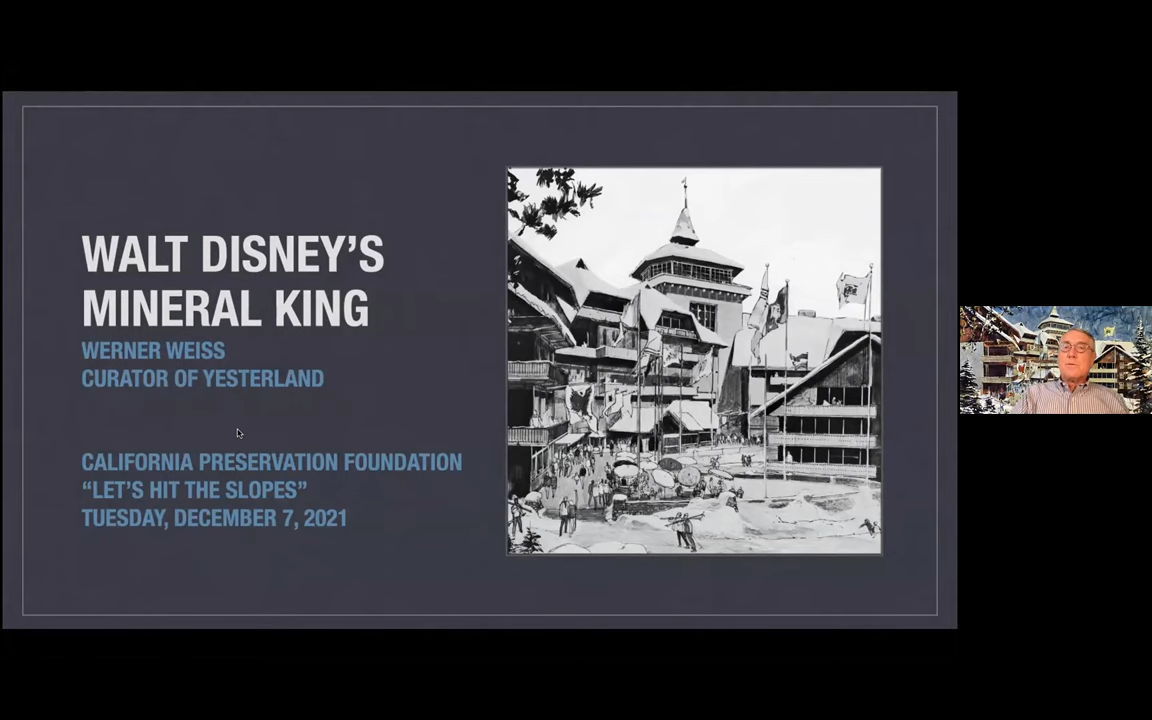 WALT DISNEY’S
MINERAL KING
WERNER WEISS
CURATOR OF YESTERLAND
CALIFORNIA PRESERVATION FOUNDATION
“LET’S HIT THE SLOPES”
TUESDAY, DECEMBER 7, 2021